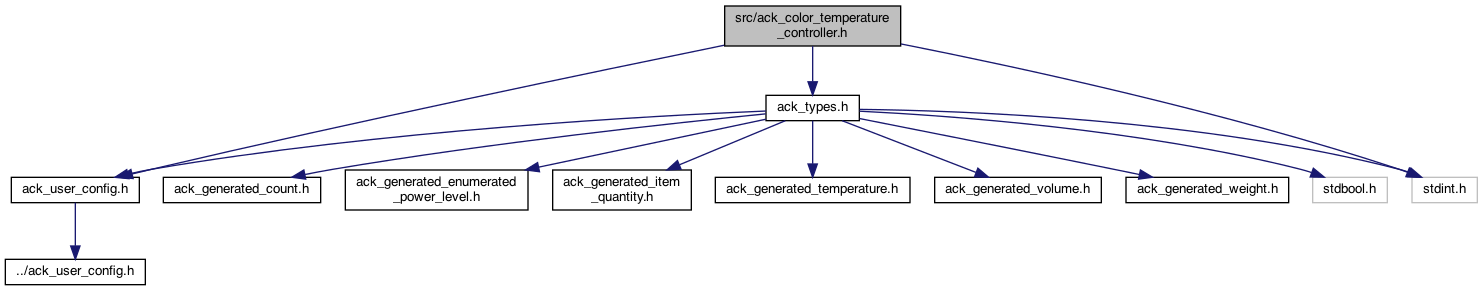 src/ack_color_temperature
_controller.h
ack_types.h
ack_user_config.h
ack_generated_count.h
ack_generated_enumerated
_power_level.h
ack_generated_item
_quantity.h
ack_generated_temperature.h
ack_generated_volume.h
ack_generated_weight.h
stdbool.h
stdint.h
../ack_user_config.h